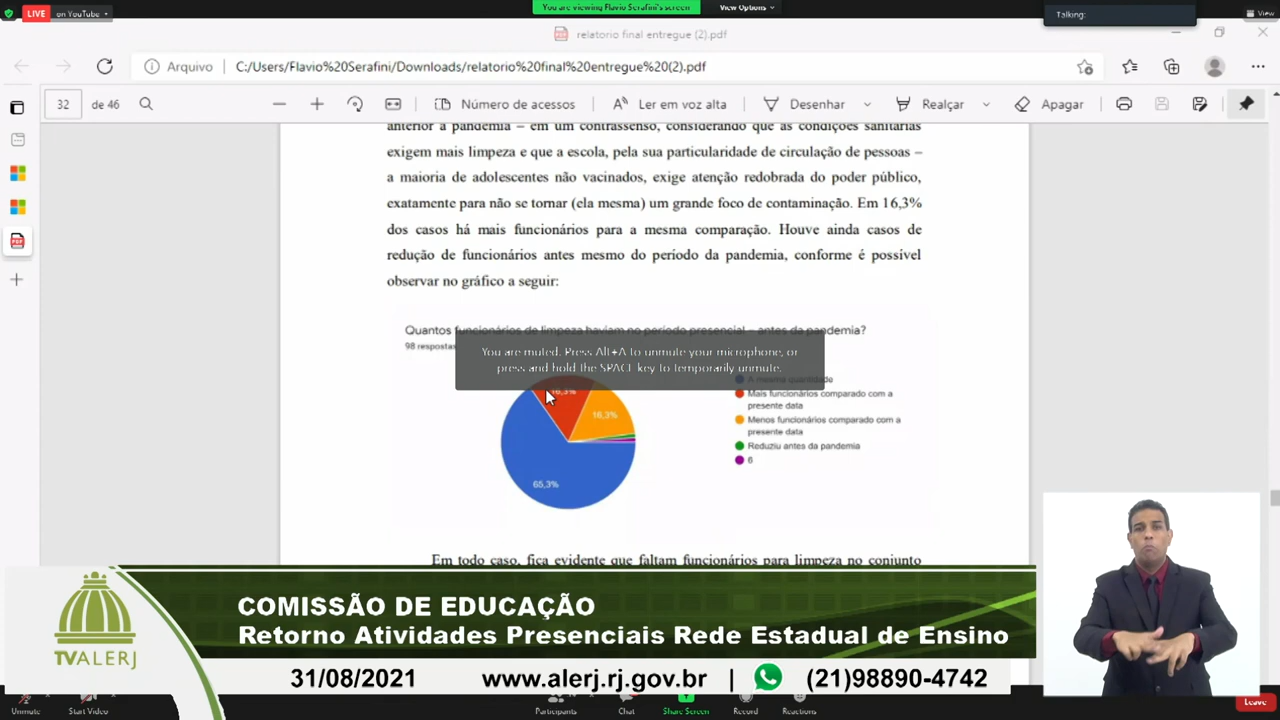 LIVE on YouTube
You are viewing Flavio Serafini's screen
View Options
Talking:
View
relatorio final entregue (2).pdf
Arquivo
C:/Users/Flavio%20Serafini/Downloads/relatorio%20final%20entregue%20(2).pdf
32 de 46
Número de acessos
Ler em voz alta
Desenhar
Realçar
Apagar
anterior à pandemia – em um contrassenso, considerando que as condições sanitárias
exigem mais limpeza e que a escola, pela sua particularidade de circulação de pessoas –
a maioria de adolescentes não vacinados, exige atenção redobrada do poder público,
exatamente para não se tornar (ela mesma) um grande foco de contaminação. Em 16,3%
dos casos há mais funcionários para a mesma comparação. Houve ainda casos de
redução de funcionários antes mesmo do período da pandemia, conforme é possível
observar no gráfico a seguir:
Quantos funcionários de limpeza haviam no período presencial – antes da pandemia?
98 respostas
You are muted. Press Alt+A to unmute your microphone, or
press and hold the SPACE key to temporarily unmute.
A mesma quantidade
Mais funcionários comparado com a
presente data
Menos funcionários comparado com a
presente data
Reduziu antes da pandemia
6
16,3%
16,3%
65,3%
Em todo caso, fica evidente que faltam funcionários para limpeza no conjunto
TVALERJ
COMISSÃO DE EDUCAÇÃO
Retorno Atividades Presenciais Rede Estadual de Ensino
31/08/2021
www.alerj.rj.gov.br | (21)98890-4742
Unmute
Start Video
Participants
Chat
Share Screen
Record
Reactions
Leave